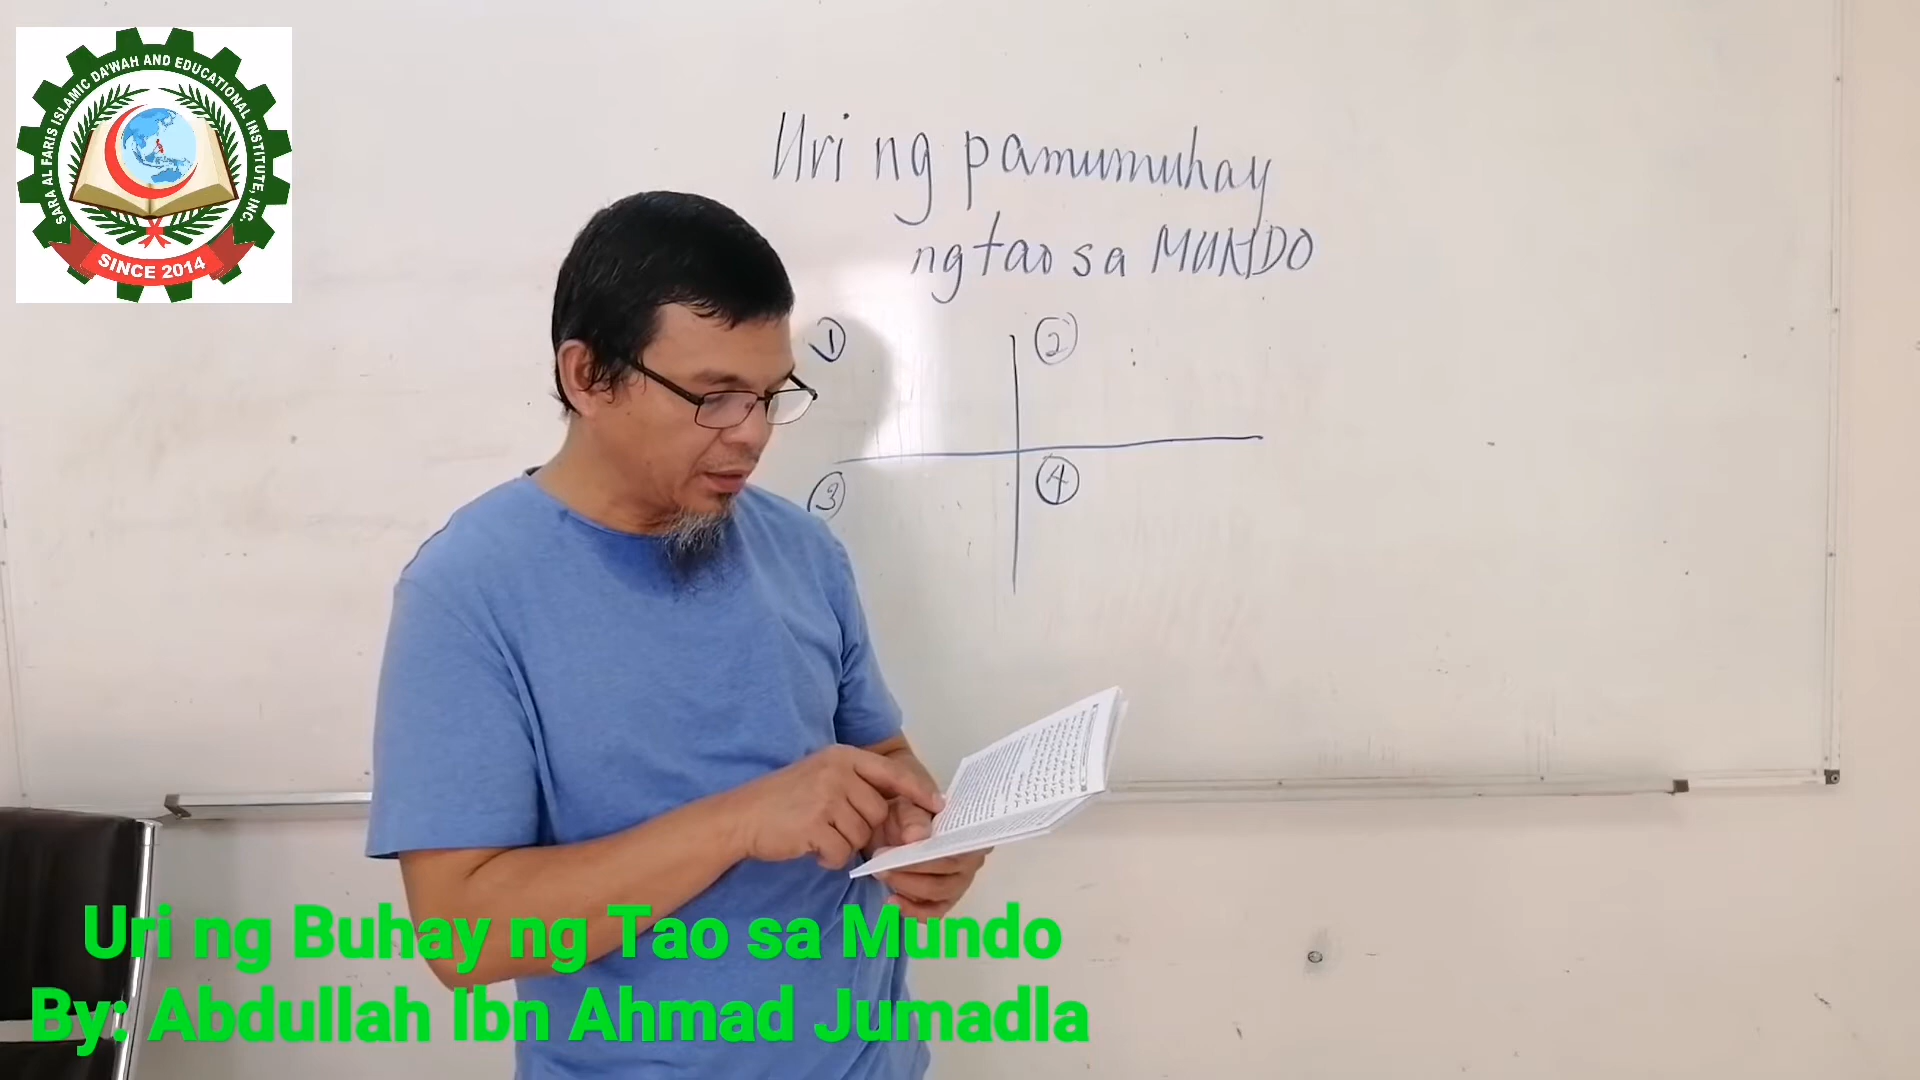 SARA AL FARIS ISLAMIC DA'WAH AND EDUCATIONAL INSTITUTE, INC.
SINCE 2014
Uri ng pamumuhay
ng tao sa MUNDO
1
2
3
4
Uri ng Buhay ng Tao sa Mundo
By: Abdullah Ibn Ahmad Jumadla